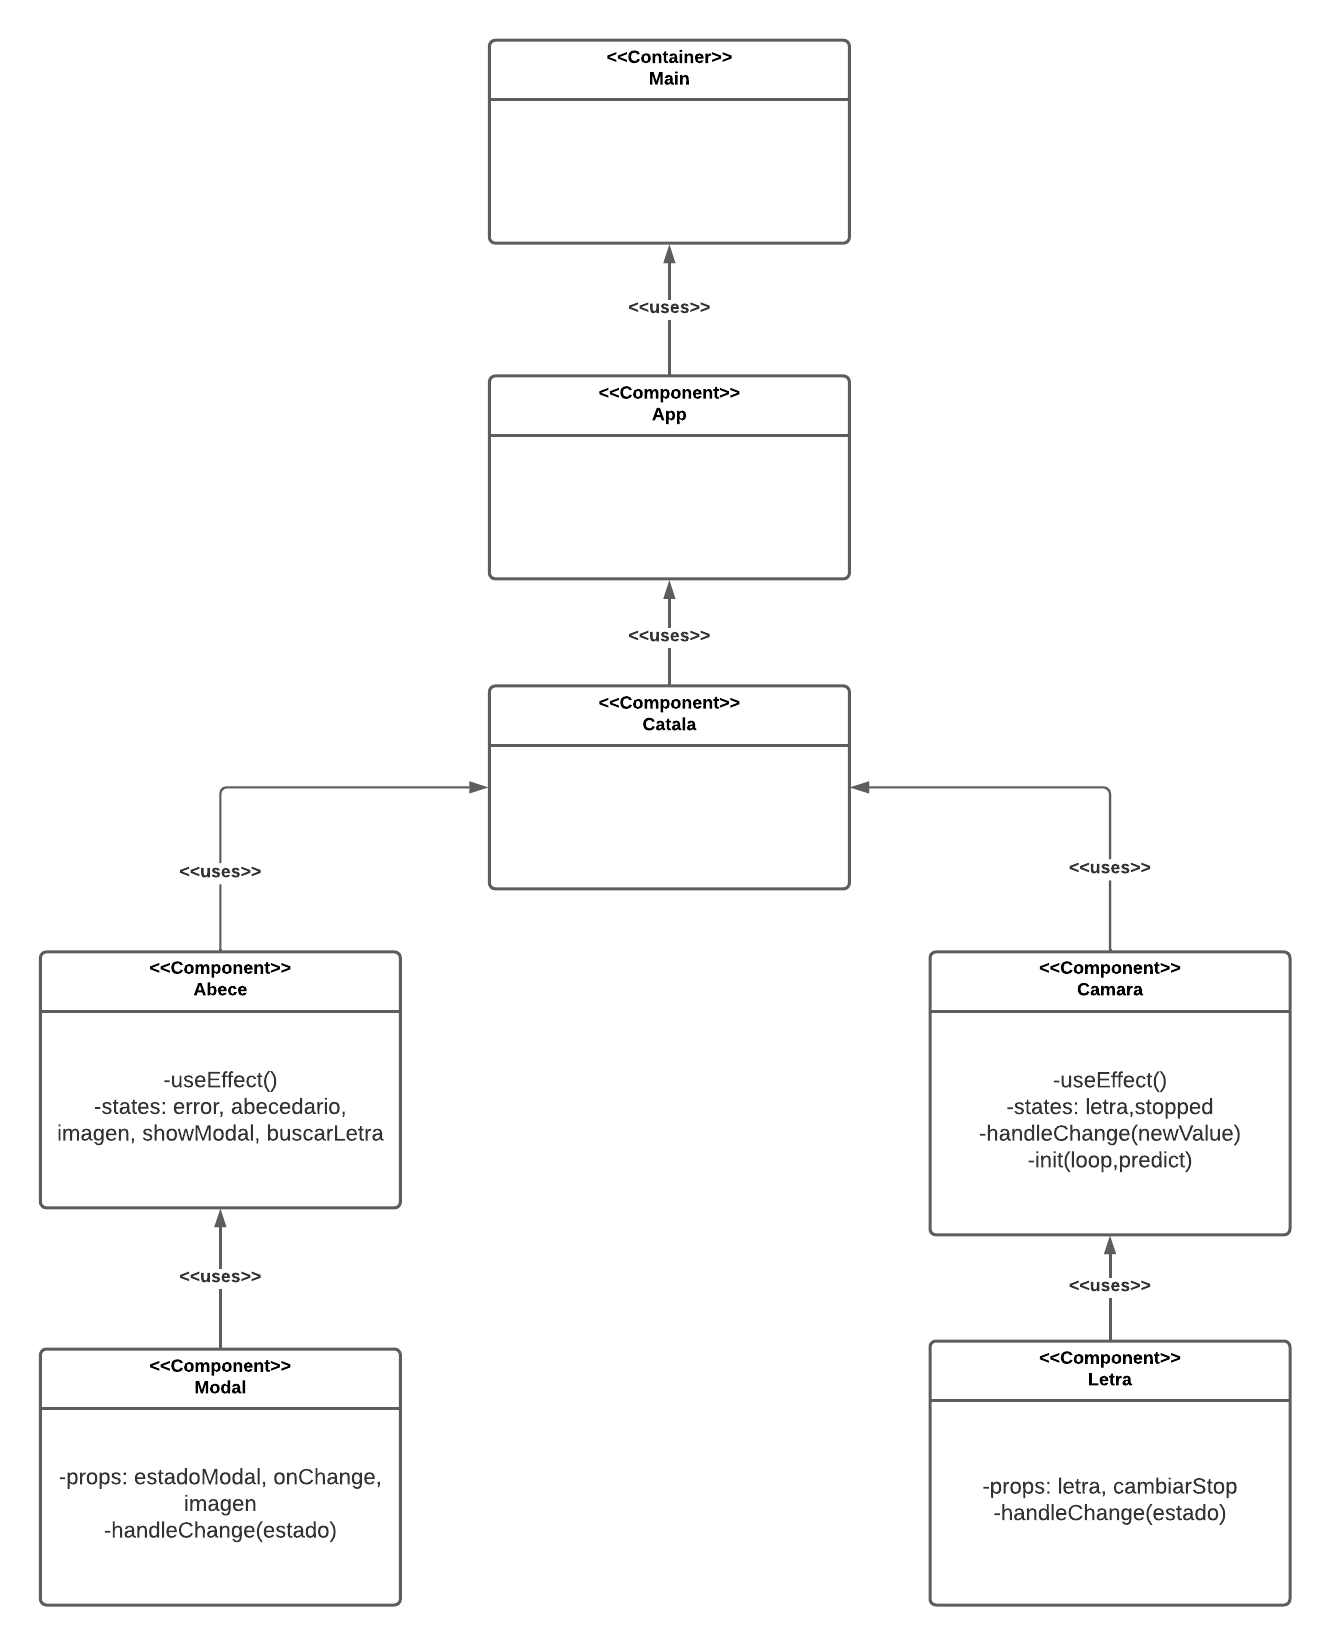 <<Container>>
Main
<<uses>>
<<Component>>
App
<<uses>>
<<Component>>
Catala
<<uses>>
<<uses>>
<<Component>>
Abece
-useEffect()
-states: error, abecedario,
imagen, showModal, buscarLetra
<<Component>>
Camara
-useEffect()
-states: letra,stopped
-handleChange(newValue)
-init(loop,predict)
<<uses>>
<<uses>>
<<Component>>
Modal
-props: estadoModal, onChange,
imagen
-handleChange(estado)
<<Component>>
Letra
-props: letra, cambiarStop
-handleChange(estado)